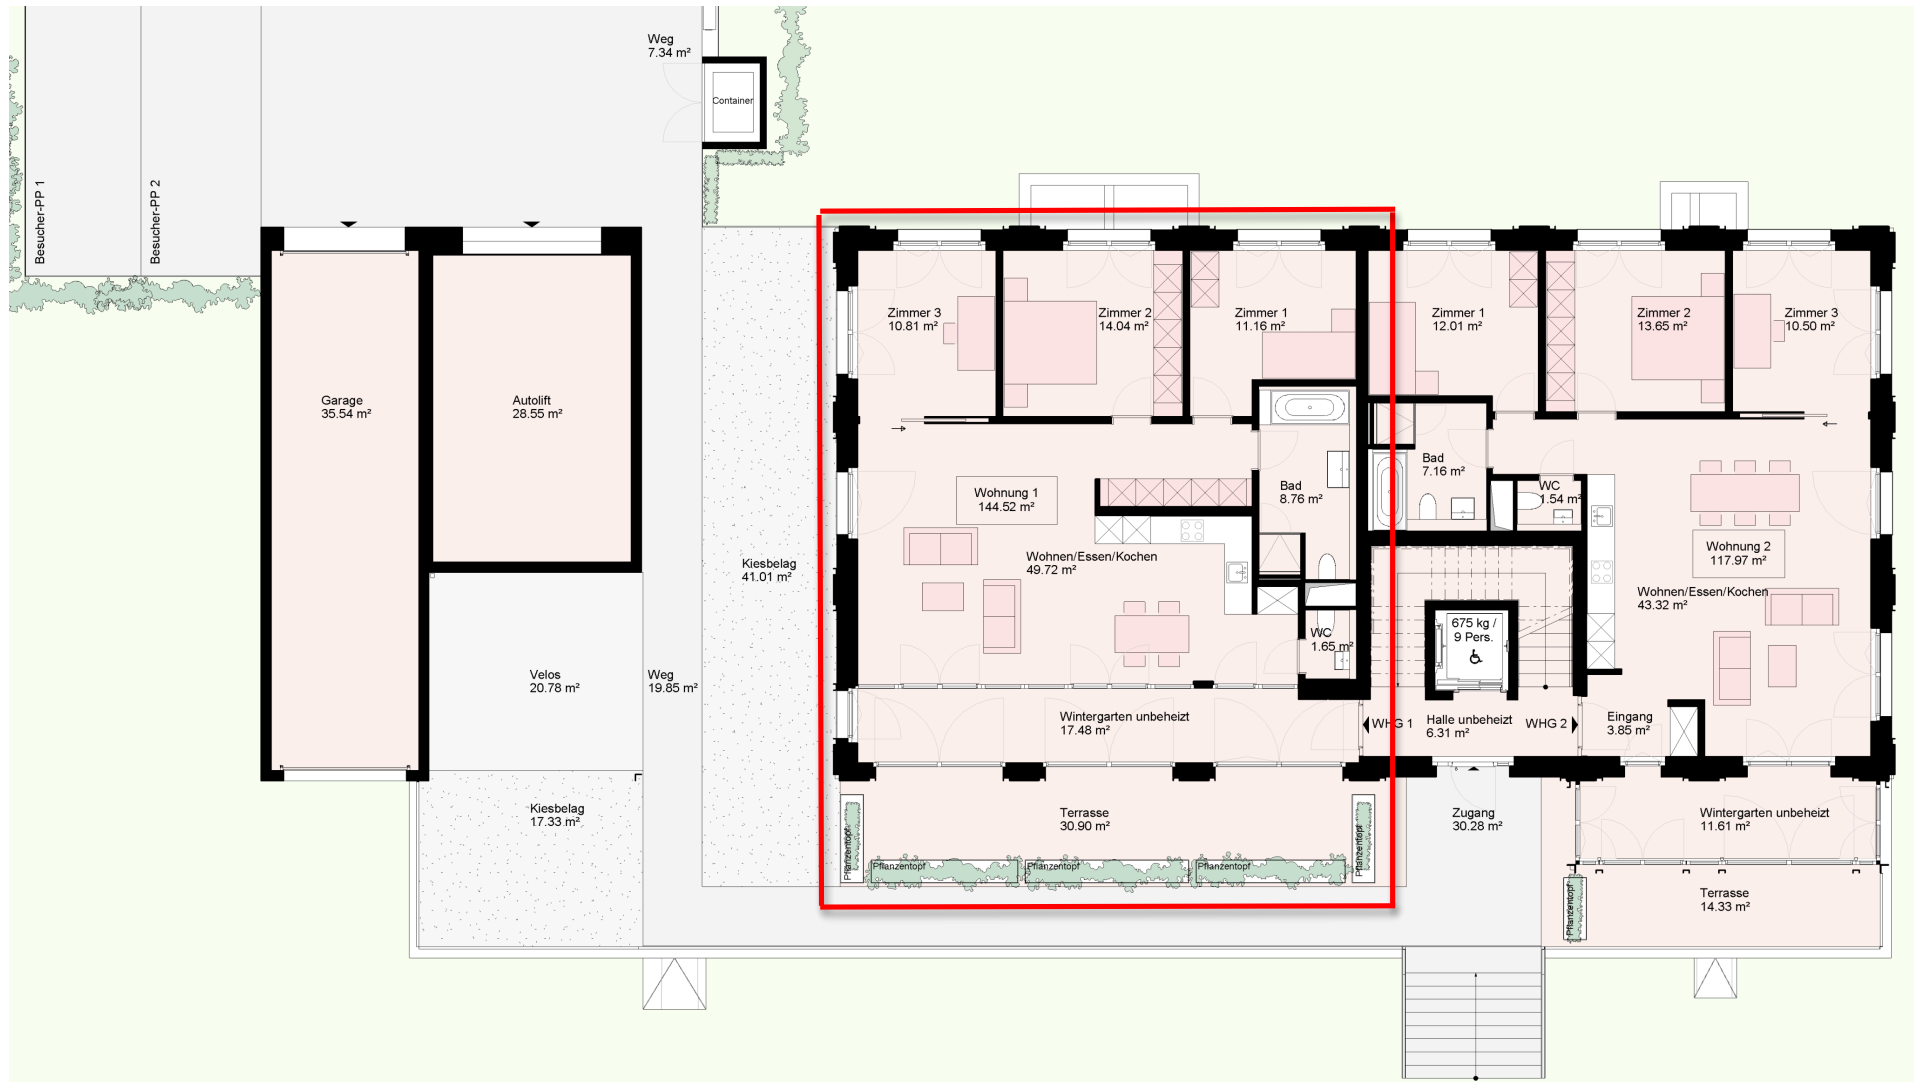 Weg
7.34 m²
Container
Besucher-PP 1
Besucher-PP 2
Zimmer 3
10.81 m²
Zimmer 2
14.04 m²
Zimmer 1
11.16 m²
Zimmer 1
12.01 m²
Zimmer 2
13.65 m²
Zimmer 3
10.50 m²
Garage
35.54 m²
Autolift
28.55 m²
Bad
8.76 m²
Bad
7.16 m²
WC
1.54 m²
Wohnung 1
144.52 m²
Wohnen/Essen/Kochen
49.72 m²
Kiesbelag
41.01 m²
Wohnung 2
117.97 m²
Wohnen/Essen/Kochen
43.32 m²
WC
1.65 m²
675 kg /
9 Pers.
Velos
20.78 m²
Weg
19.85 m²
Wintergarten unbeheizt
17.48 m²
WHG 1
Halle unbeheizt
6.31 m²
WHG 2
Eingang
3.85 m²
Kiesbelag
17.33 m²
Terrasse
30.90 m²
Zugang
30.28 m²
Wintergarten unbeheizt
11.61 m²
Pflanzentopf
Pflanzentopf
Pflanzentopf
Pflanzentopf
Pflanzentopf
Terrasse
14.33 m²
Pflanzentopf